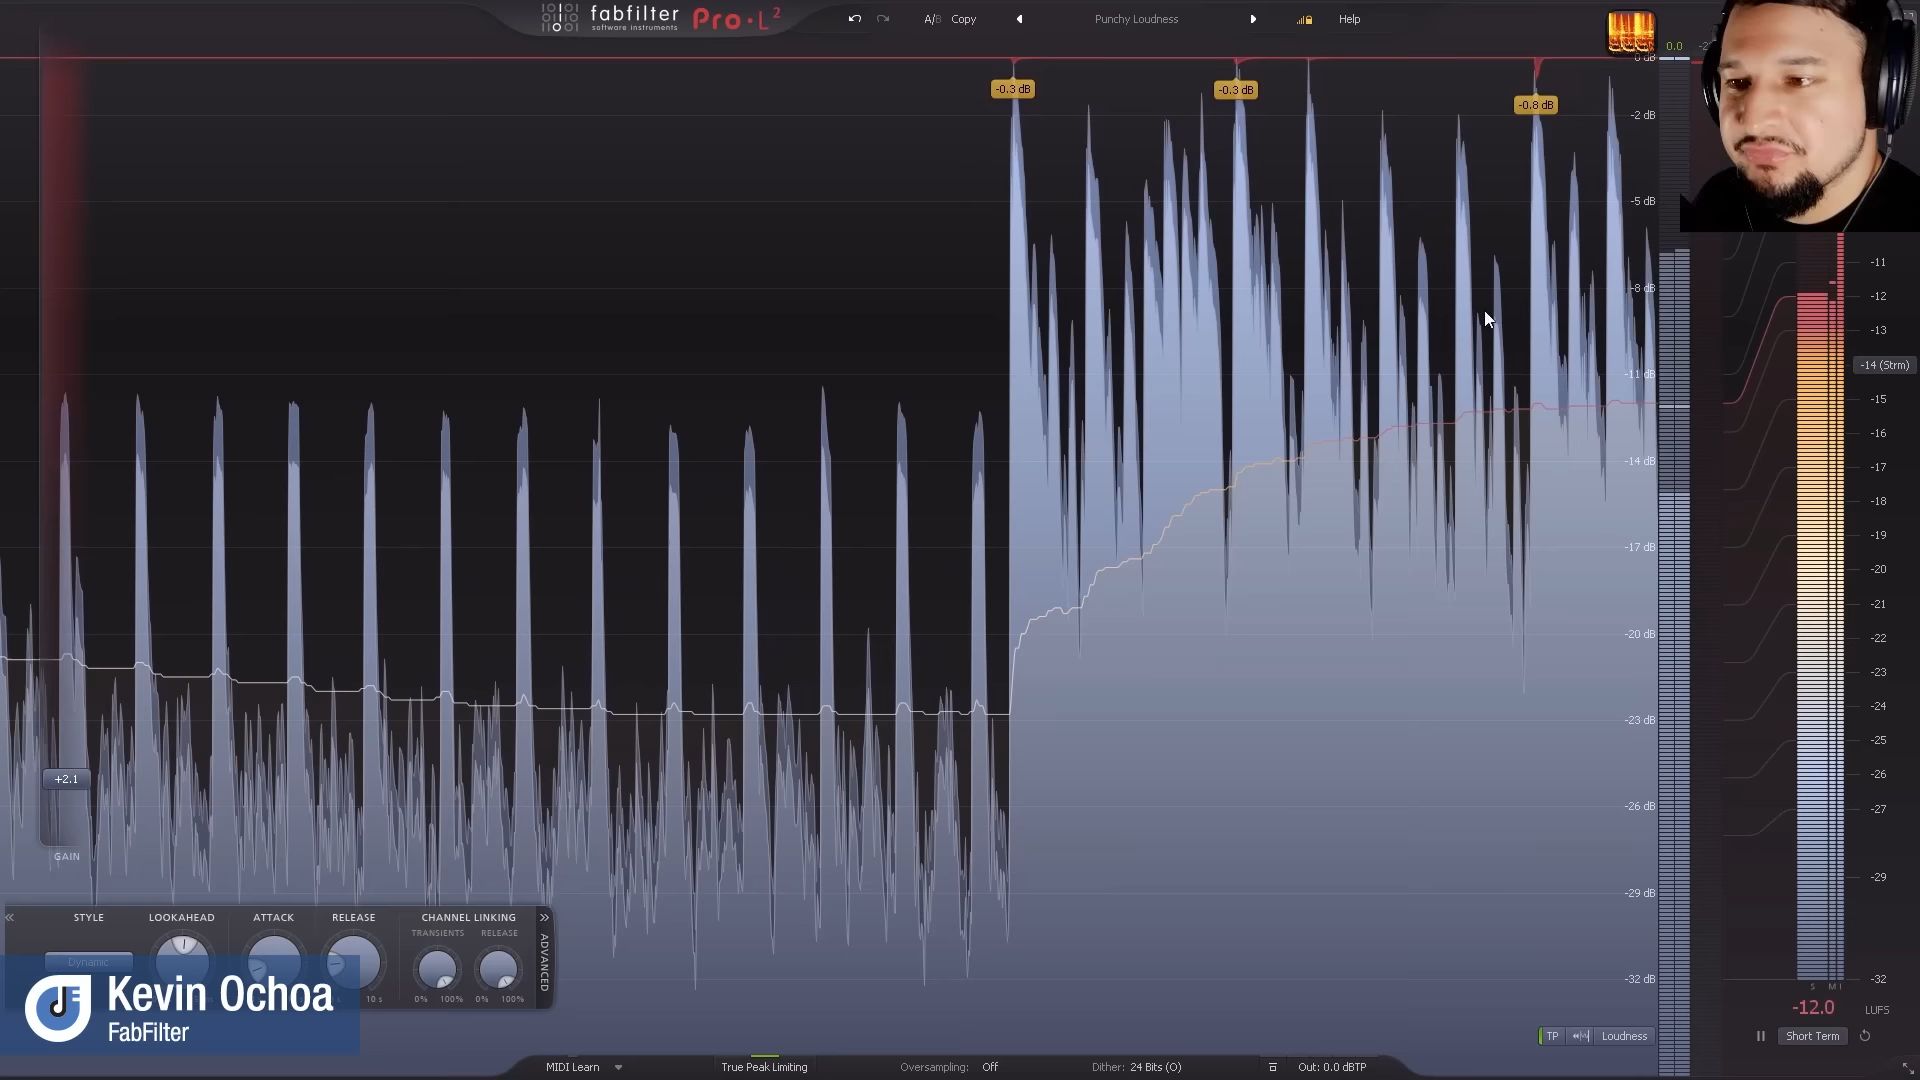 fabfilter
software instruments
Pro·L²
A/B Copy
Punchy Loudness
Help
0.0
0 dB
-0.3 dB
-0.3 dB
-0.8 dB
-2 dB
-5 dB
-8 dB
-11 dB
-14 dB
-17 dB
-20 dB
-23 dB
-26 dB
-29 dB
-32 dB
-11
-12
-13
-14 (Strm)
-15
-16
-17
-18
-19
-20
-21
-22
-23
-24
-25
-26
-27
-29
-32
S M I
-12.0 LUFS
Short Term
+2.1
GAIN
STYLE LOOKAHEAD ATTACK RELEASE CHANNEL LINKING
TRANSIENTS RELEASE
Dynamic
10 s 0% 100% 0% 100%
ADVANCED
Kevin Ochoa
FabFilter
TP Loudness
MIDI Learn True Peak Limiting Oversampling: Off Dither: 24 Bits (O) Out: 0.0 dBTP